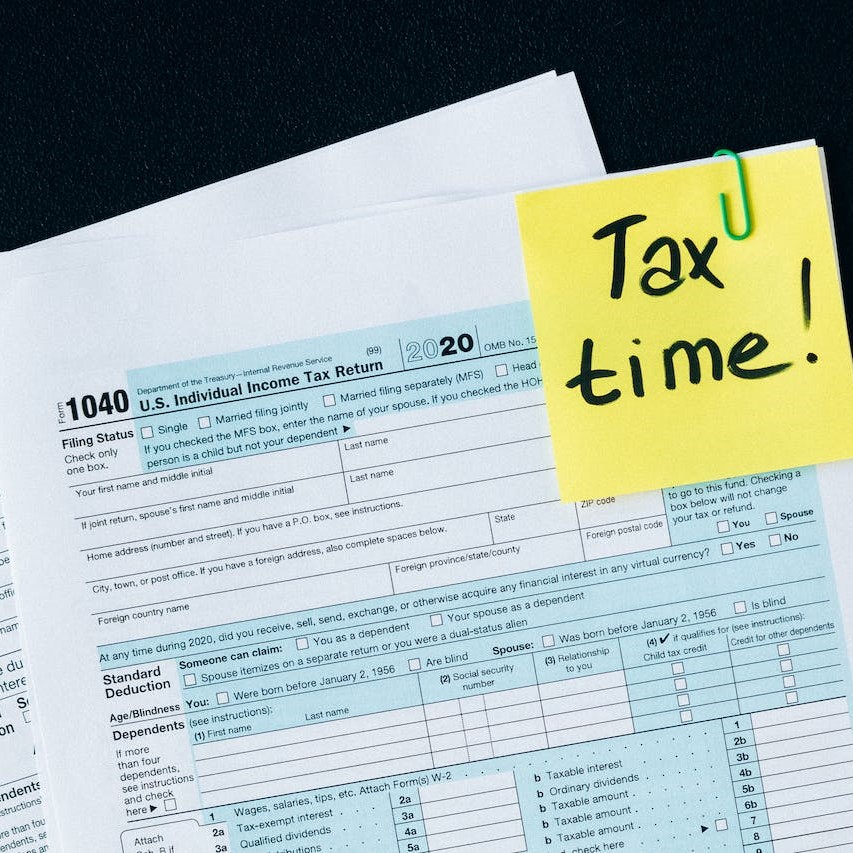 Tax
time!
Form 1040
Department of the Treasury—Internal Revenue Service (99)
U.S. Individual Income Tax Return
2020
OMB No. 15
Filing Status
Check only
one box.
Single Married filing jointly Married filing separately (MFS) Head
If you checked the MFS box, enter the name of your spouse. If you checked the HOH
person is a child but not your dependent ▶
Your first name and middle initial
Last name
If joint return, spouse's first name and middle initial
Last name
Home address (number and street). If you have a P.O. box, see instructions.
City, town, or post office. If you have a foreign address, also complete spaces below.
State
ZIP code
Foreign country name
Foreign province/state/county
Foreign postal code
to go to this fund. Checking a
box below will not change
your tax or refund.
You Spouse
At any time during 2020, did you receive, sell, send, exchange, or otherwise acquire any financial interest in any virtual currency? Yes No
Standard
Deduction
Someone can claim: You as a dependent Your spouse as a dependent
Spouse itemizes on a separate return or you were a dual-status alien
Age/Blindness
You: Were born before January 2, 1956 Are blind Spouse: Was born before January 2, 1956 Is blind
Dependents (see instructions):
(1) First name Last name
(2) Social security
number
(3) Relationship
to you
(4) ✔ if qualifies for (see instructions):
Child tax credit Credit for other dependents
If more
than four
dependents,
see instructions
and check
here ▶
1 Wages, salaries, tips, etc. Attach Form(s) W-2 1
Attach
2a Tax-exempt interest 2a b Taxable interest 2b
3a Qualified dividends 3a b Ordinary dividends 3b
4a b Taxable amount 4b
5a b Taxable amount 5b
b Taxable amount 6b
check here ▶ 7
8